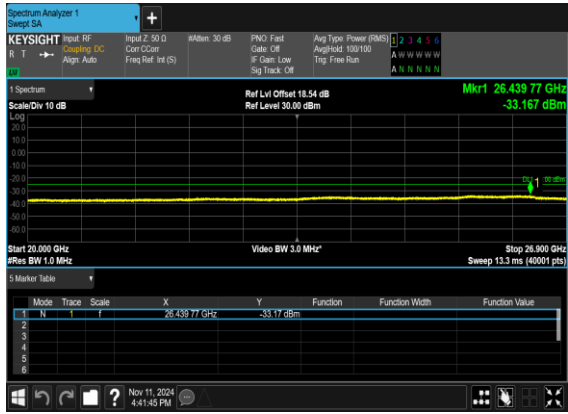 Spectrum Analyzer 1
Swept SA
+
KEYSIGHT Input: RF Input Z: 50 Ω #Atten: 30 dB PNO: Fast Avg Type: Power (RMS) 1 2 3 4 5 6
R T Coupling: DC Corr CCorr Gate: Off Avg|Hold: 100/100 A W W W W W
Align: Auto Freq Ref: Int (S) IF Gain: Low Trig: Free Run
Sig Track: Off A N N N N N
1 Spectrum
Scale/Div 10 dB
Ref Lvl Offset 18.54 dB
Ref Level 30.00 dBm
Mkr1 26.439 77 GHz
-33.167 dBm
Log
20.0
10.0
0.00
-10.0
-20.0
-30.0
-40.0
-50.0
-60.0
1
Start 20.000 GHz Video BW 3.0 MHz* Stop 26.900 GHz
#Res BW 1.0 MHz Sweep 13.3 ms (40001 pts)
5 Marker Table
Mode Trace Scale X Y Function Function Width Function Value
1 N 1 f 26.439 77 GHz -33.17 dBm
2
3
4
5
6
? Nov 11, 2024
4:41:45 PM